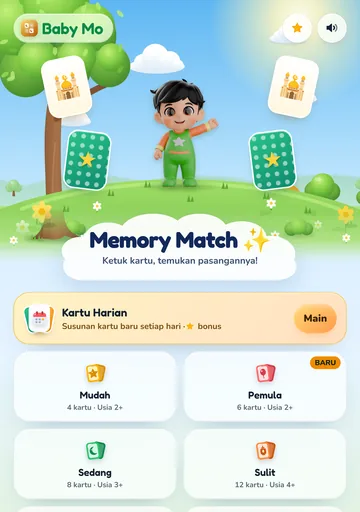 Baby Mo
Memory Match
Ketuk kartu, temukan pasangannya!
Kartu Harian
Susunan kartu baru setiap hari · bonus
Main
BARU
Mudah
4 kartu · Usia 2+
Pemula
6 kartu · Usia 2+
Sedang
8 kartu · Usia 3+
Sulit
12 kartu · Usia 4+